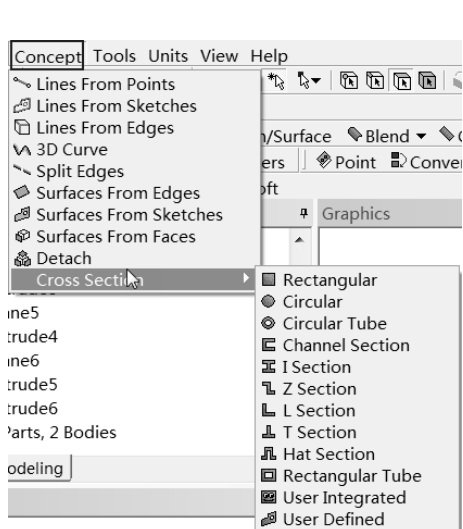 Concept Tools Units View Help
Lines From Points
Lines From Sketches
Lines From Edges
3D Curve
/Surface Blend
Split Edges
ers Point Conver
Surfaces From Edges
oft
Surfaces From Sketches
Graphics
Surfaces From Faces
Detach
Cross Section
Rectangular
Circular
ane5
Circular Tube
trude4
Channel Section
ane6
I Section
trude5
Z Section
trude6
L Section
Parts, 2 Bodies
T Section
Hat Section
odeling
Rectangular Tube
User Integrated
User Defined